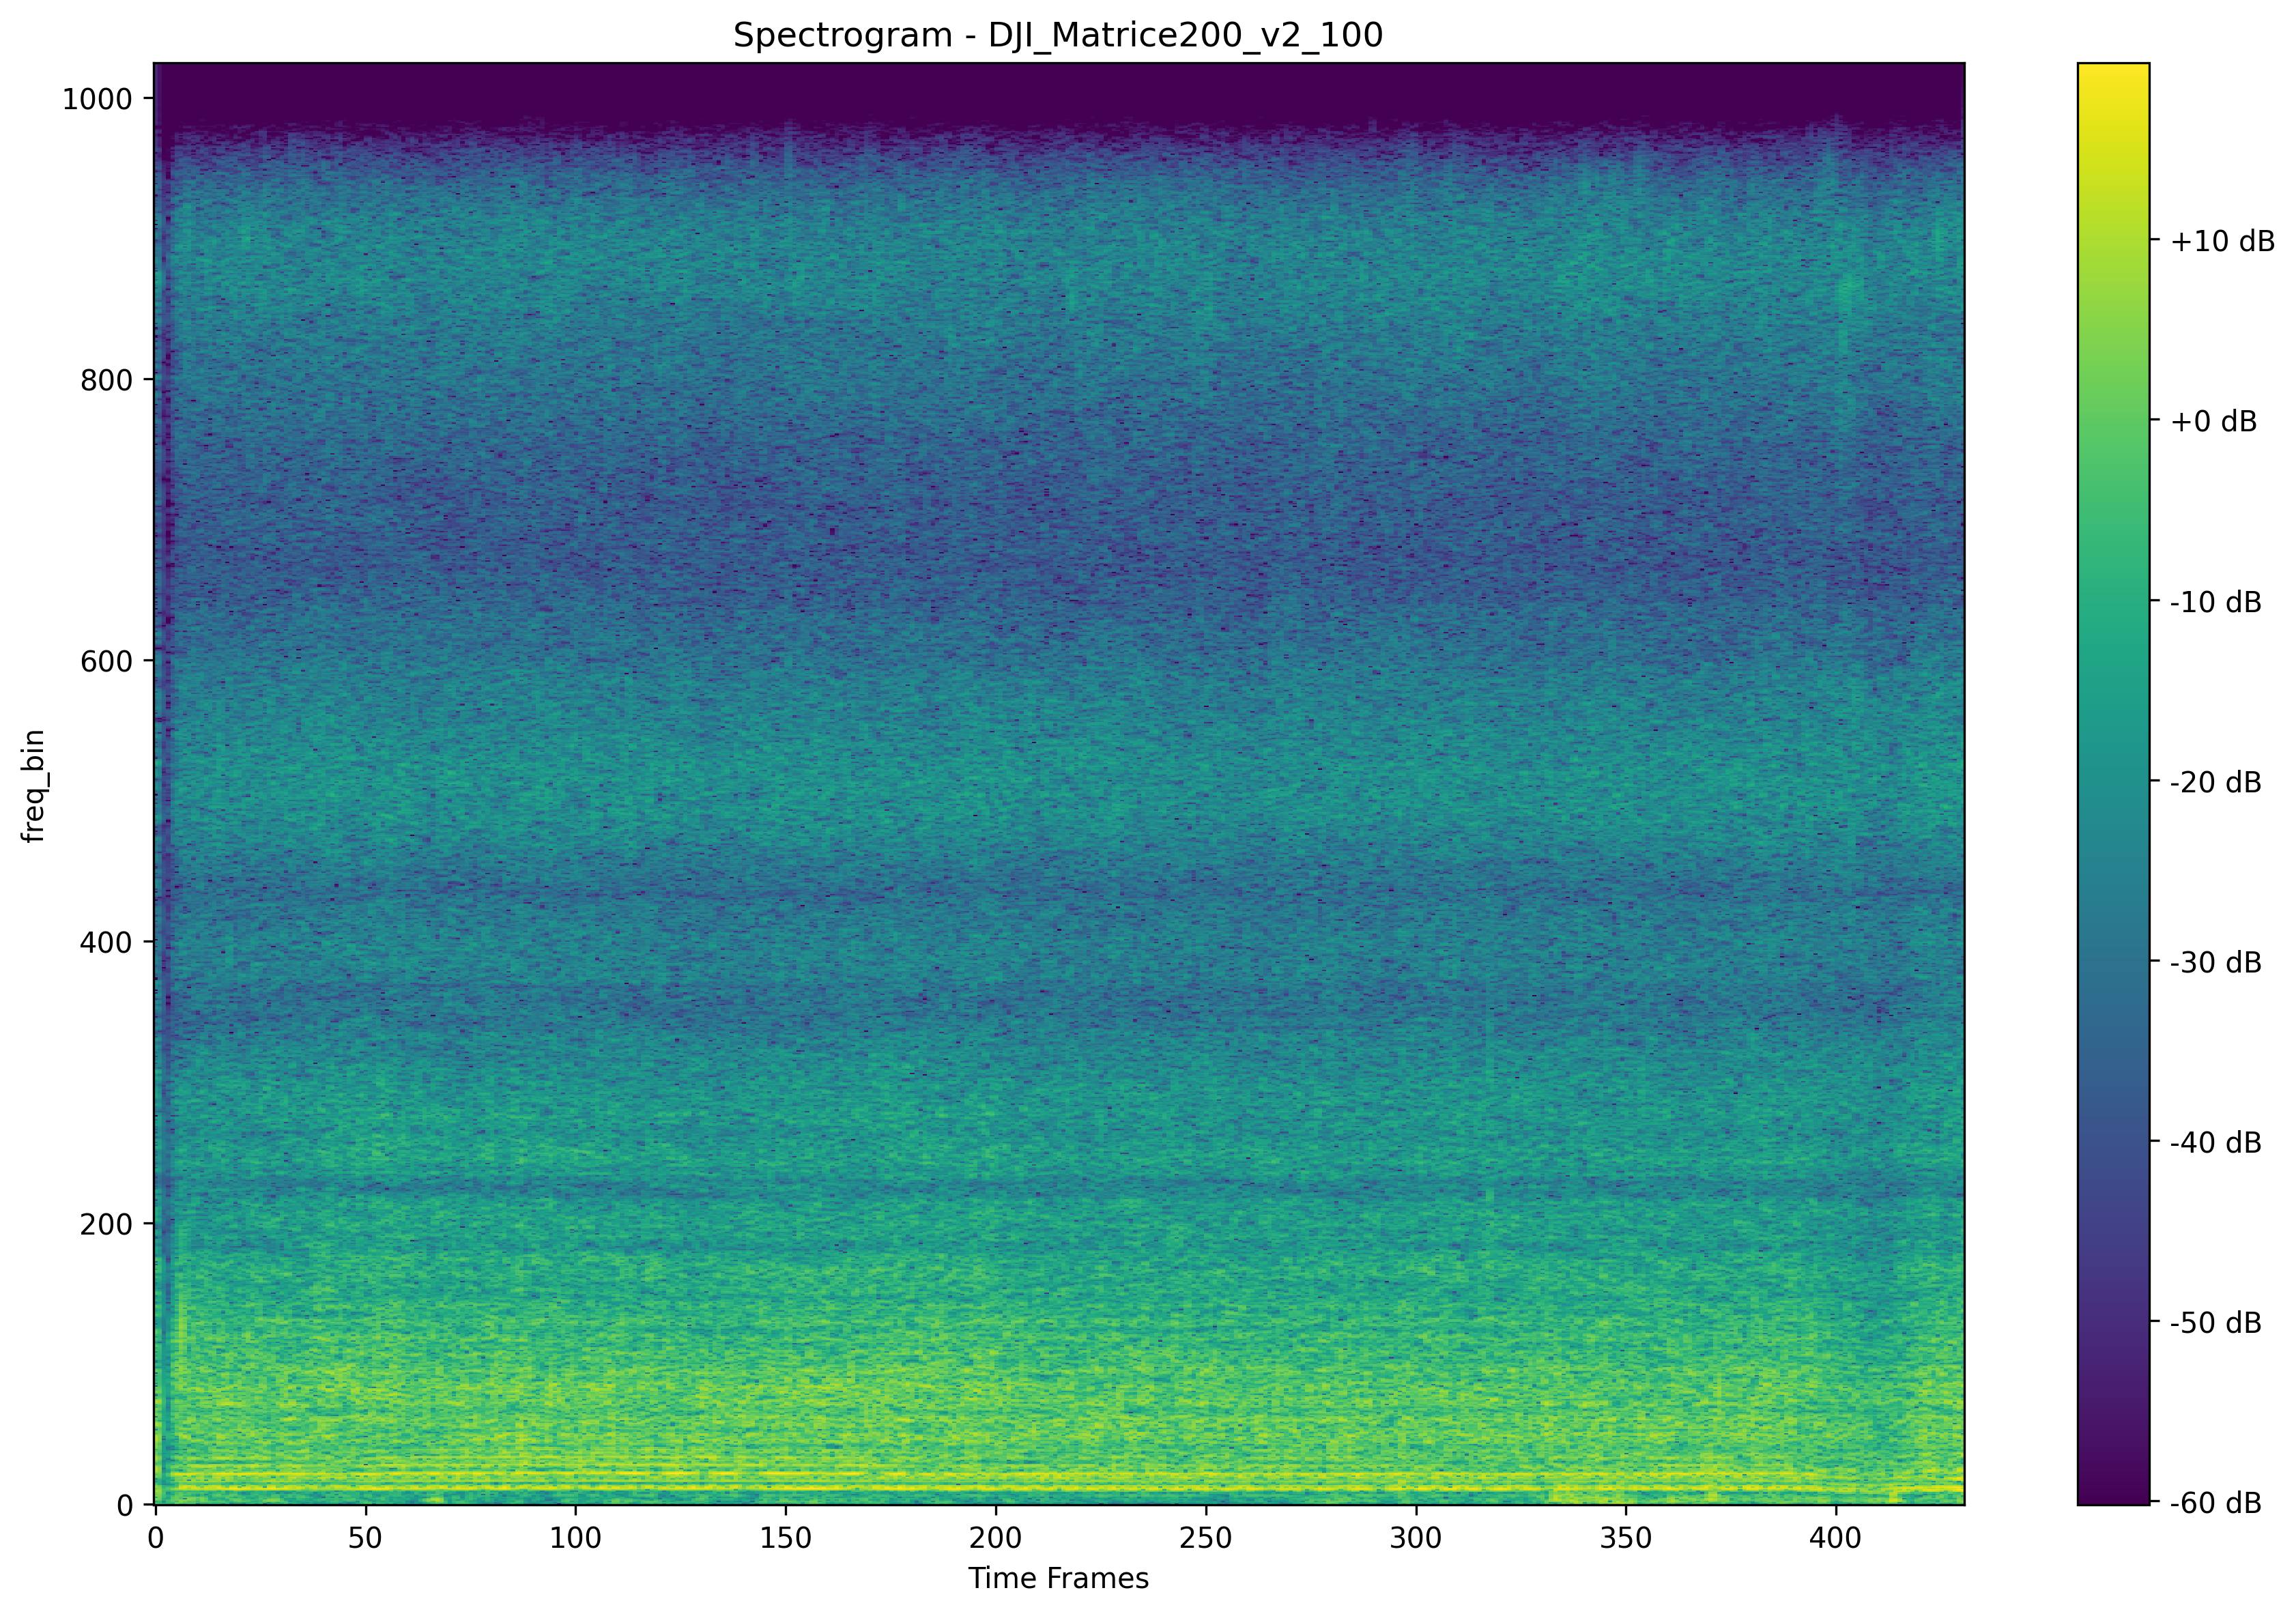 Spectrogram - DJI_Matrice200_v2_100
1000
800
600
400
200
0
freq_bin
0 50 100 150 200 250 300 350 400
Time Frames
+10 dB
+0 dB
-10 dB
-20 dB
-30 dB
-40 dB
-50 dB
-60 dB